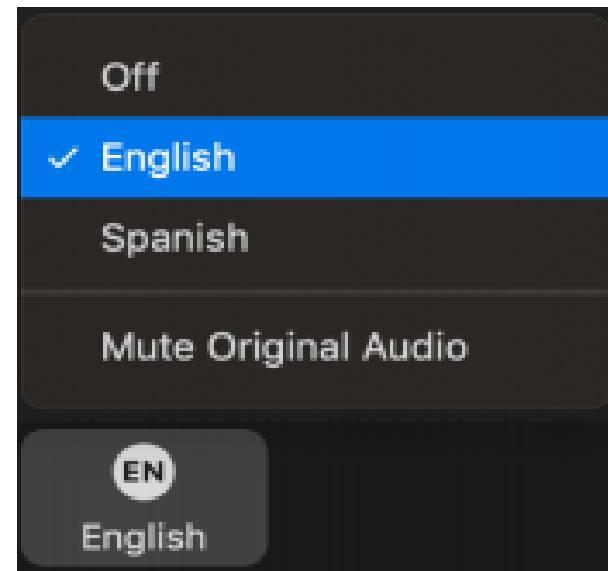 Off
✓ English
Spanish
Mute Original Audio
EN
English